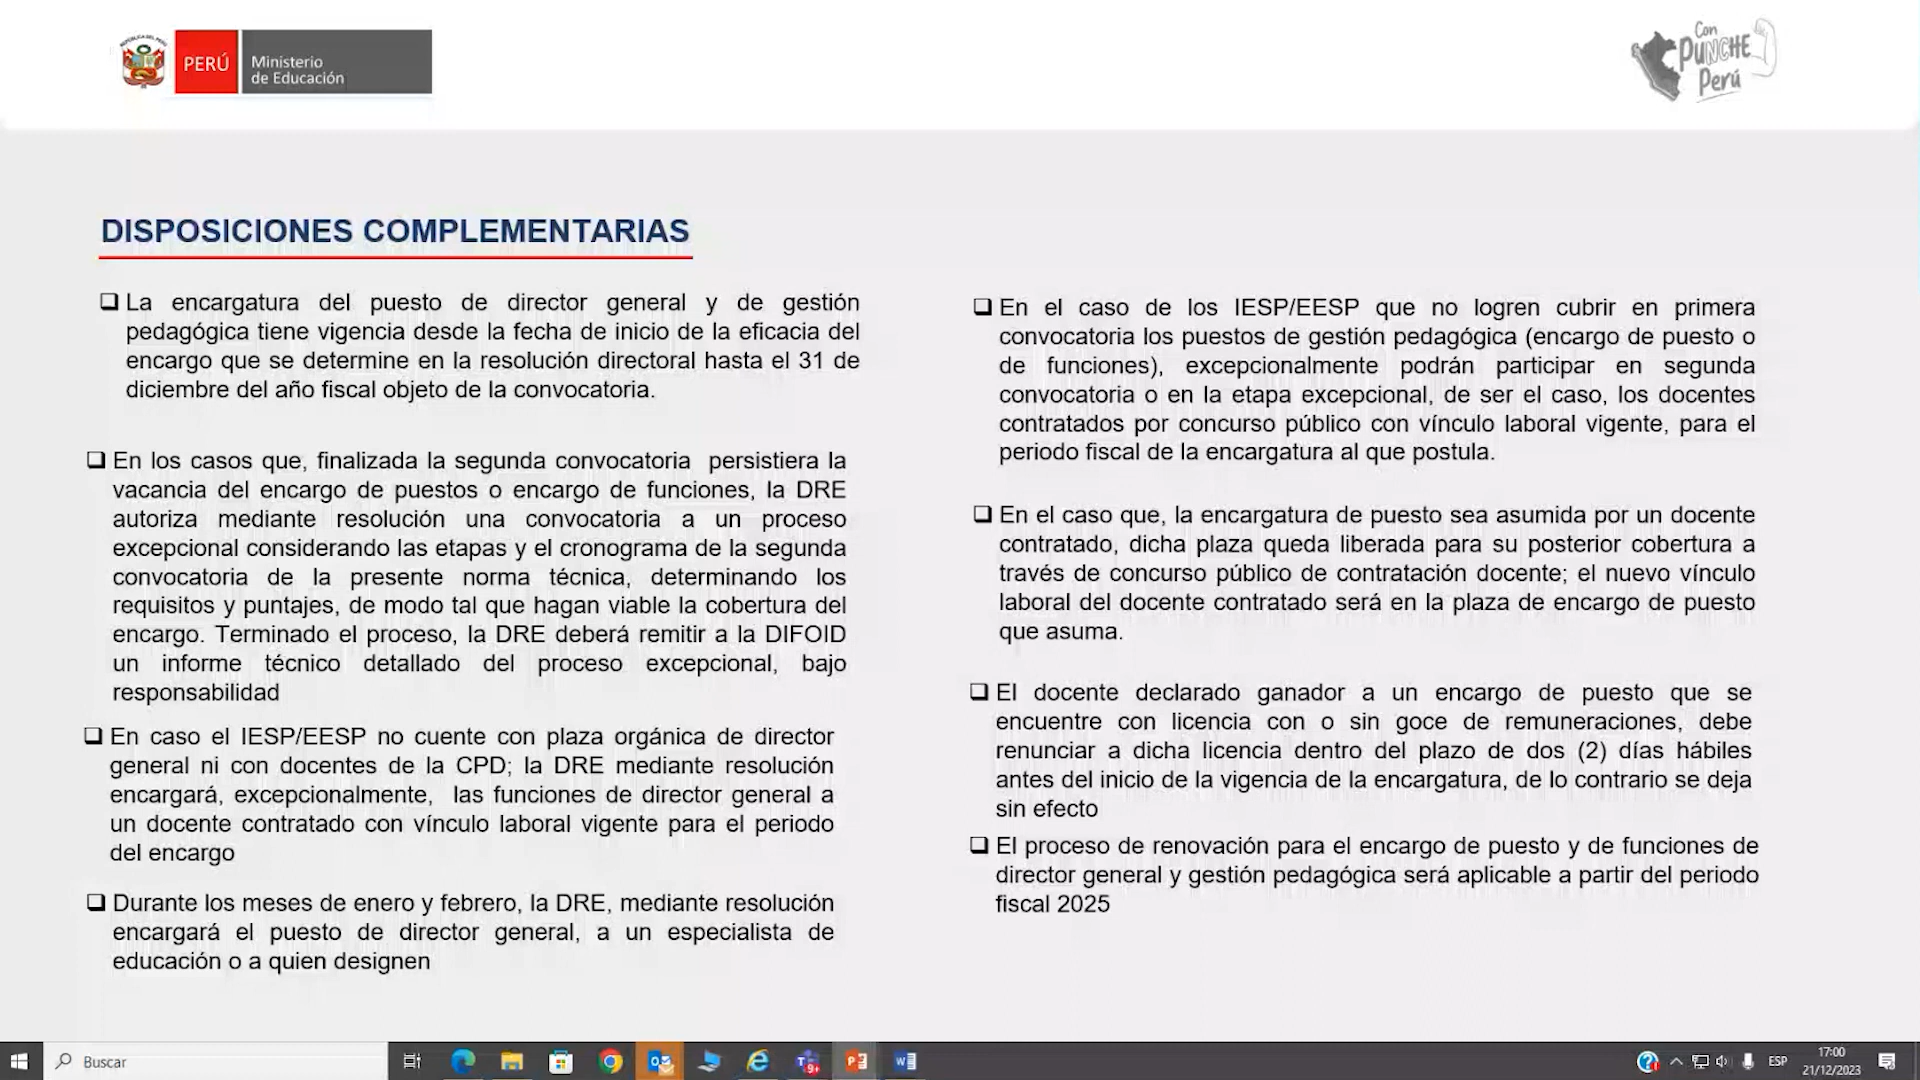 PERÚ
Ministerio
de Educación
Con
PUNCHE
Perú
DISPOSICIONES COMPLEMENTARIAS
La encargatura del puesto de director general y de gestión
pedagógica tiene vigencia desde la fecha de inicio de la eficacia del
encargo que se determine en la resolución directoral hasta el 31 de
diciembre del año fiscal objeto de la convocatoria.
En los casos que, finalizada la segunda convocatoria persistiera la
vacancia del encargo de puestos o encargo de funciones, la DRE
autoriza mediante resolución una convocatoria a un proceso
excepcional considerando las etapas y el cronograma de la segunda
convocatoria de la presente norma técnica, determinando los
requisitos y puntajes, de modo tal que hagan viable la cobertura del
encargo. Terminado el proceso, la DRE deberá remitir a la DIFOID
un informe técnico detallado del proceso excepcional, bajo
responsabilidad
En caso el IESP/EESP no cuente con plaza orgánica de director
general ni con docentes de la CPD; la DRE mediante resolución
encargará, excepcionalmente, las funciones de director general a
un docente contratado con vínculo laboral vigente para el periodo
del encargo
Durante los meses de enero y febrero, la DRE, mediante resolución
encargará el puesto de director general, a un especialista de
educación o a quien designen
En el caso de los IESP/EESP que no logren cubrir en primera
convocatoria los puestos de gestión pedagógica (encargo de puesto o
de funciones), excepcionalmente podrán participar en segunda
convocatoria o en la etapa excepcional, de ser el caso, los docentes
contratados por concurso público con vínculo laboral vigente, para el
periodo fiscal de la encargatura al que postula.
En el caso que, la encargatura de puesto sea asumida por un docente
contratado, dicha plaza queda liberada para su posterior cobertura a
través de concurso público de contratación docente; el nuevo vínculo
laboral del docente contratado será en la plaza de encargo de puesto
que asuma.
El docente declarado ganador a un encargo de puesto que se
encuentre con licencia con o sin goce de remuneraciones, debe
renunciar a dicha licencia dentro del plazo de dos (2) días hábiles
antes del inicio de la vigencia de la encargatura, de lo contrario se deja
sin efecto
El proceso de renovación para el encargo de puesto y de funciones de
director general y gestión pedagógica será aplicable a partir del periodo
fiscal 2025
Buscar
ESP
17:00
21/12/2023